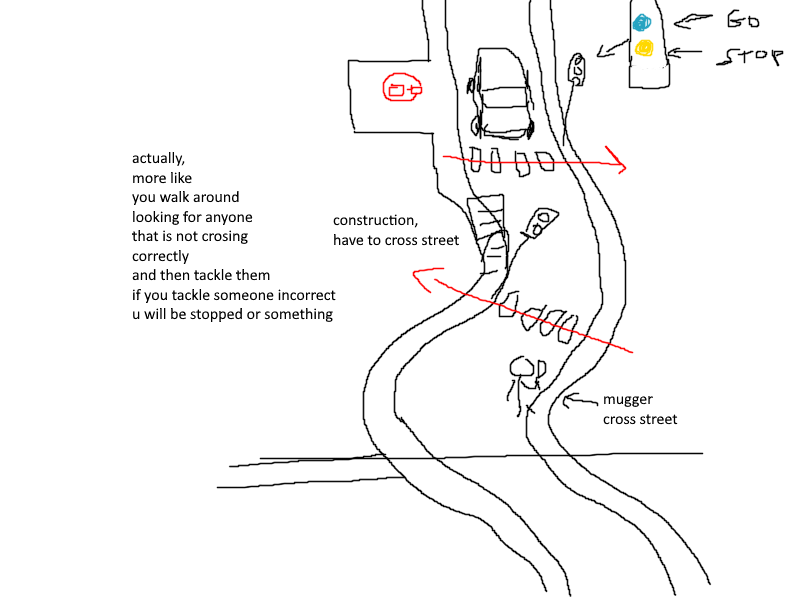 GO
STOP
actually,
more like
you walk around
looking for anyone
that is not crosing
correctly
and then tackle them
if you tackle someone incorrect
u will be stopped or something
construction,
have to cross street
mugger
cross street